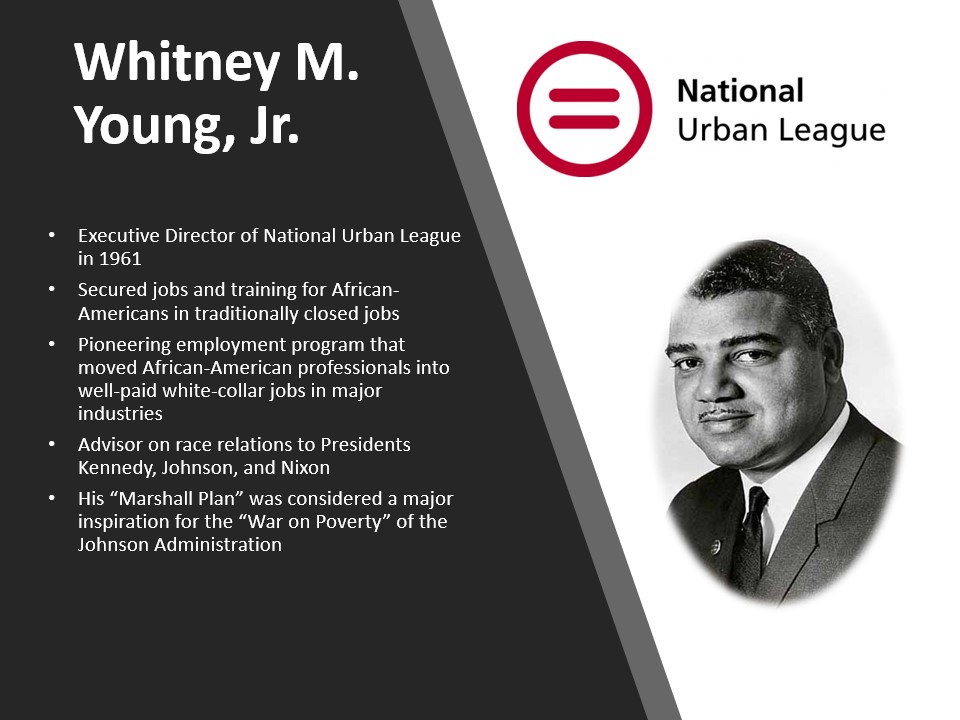 Whitney M.
Young, Jr.
National
Urban League
• Executive Director of National Urban League
in 1961
• Secured jobs and training for African-
Americans in traditionally closed jobs
• Pioneering employment program that
moved African-American professionals into
well-paid white-collar jobs in major
industries
• Advisor on race relations to Presidents
Kennedy, Johnson, and Nixon
• His “Marshall Plan” was considered a major
inspiration for the “War on Poverty” of the
Johnson Administration